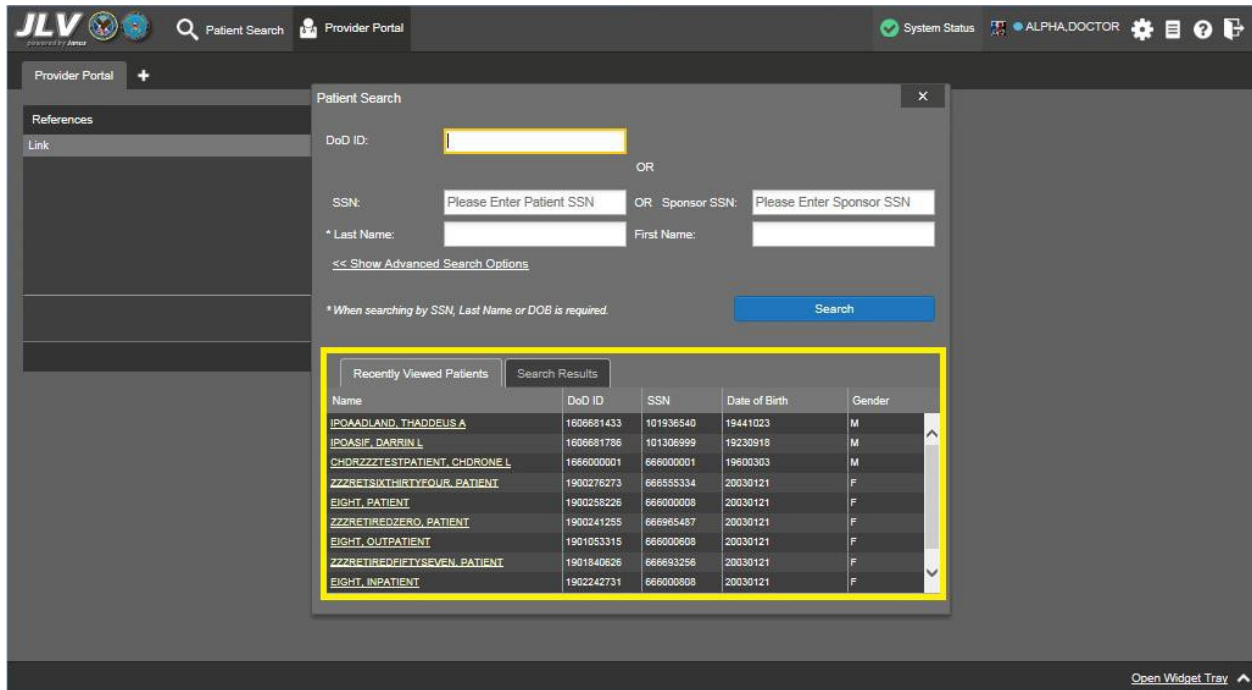 JLV Patient Search Provider Portal System Status ALPHA,DOCTOR
powered by Janus
Provider Portal +
Patient Search
References
Link
DoD ID:
OR
SSN: Please Enter Patient SSN OR Sponsor SSN: Please Enter Sponsor SSN
* Last Name: First Name:
<< Show Advanced Search Options
* When searching by SSN, Last Name or DOB is required. Search
Recently Viewed Patients Search Results
Name DoD ID SSN Date of Birth Gender
IPOAADLAND, THADDEUS A 1606681433 101936540 19441023 M
IPOASIF, DARRIN L 1606681786 101306999 19230918 M
CHDRZZZTESTPATIENT, CHDRONE L 1666000001 666000001 19600303 M
ZZZRETSIXTHIRTYFOUR, PATIENT 1900276273 666555334 20030121 F
EIGHT, PATIENT 1900258226 666000008 20030121 F
ZZZRETIREDZERO, PATIENT 1900241255 666965487 20030121 F
EIGHT, OUTPATIENT 1901053315 666000608 20030121 F
ZZZRETIREDFIFTYSEVEN, PATIENT 1901840626 666693256 20030121 F
EIGHT, INPATIENT 1902242731 666000808 20030121 F
Open Widget Tray